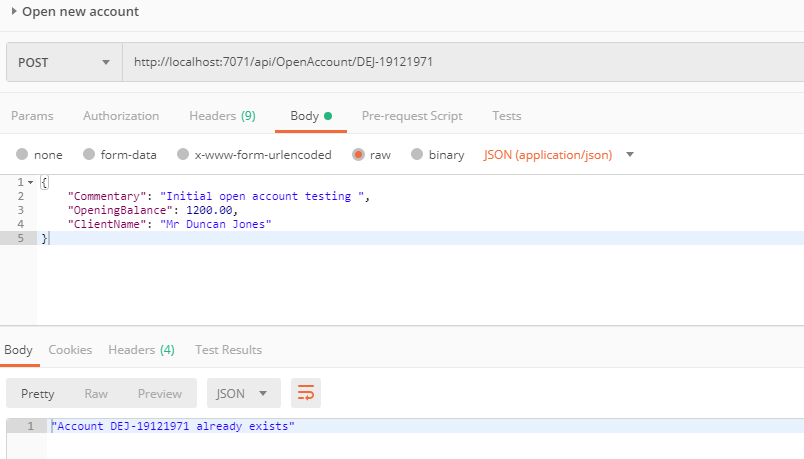 Open new account
POST http://localhost:7071/api/OpenAccount/DEJ-19121971
Params Authorization Headers (9) Body Pre-request Script Tests
none form-data x-www-form-urlencoded raw binary JSON (application/json)
1 {
2 "Commentary": "Initial open account testing ",
3 "OpeningBalance": 1200.00,
4 "ClientName": "Mr Duncan Jones"
5 }
Body Cookies Headers (4) Test Results
Pretty Raw Preview JSON
1 "Account DEJ-19121971 already exists"